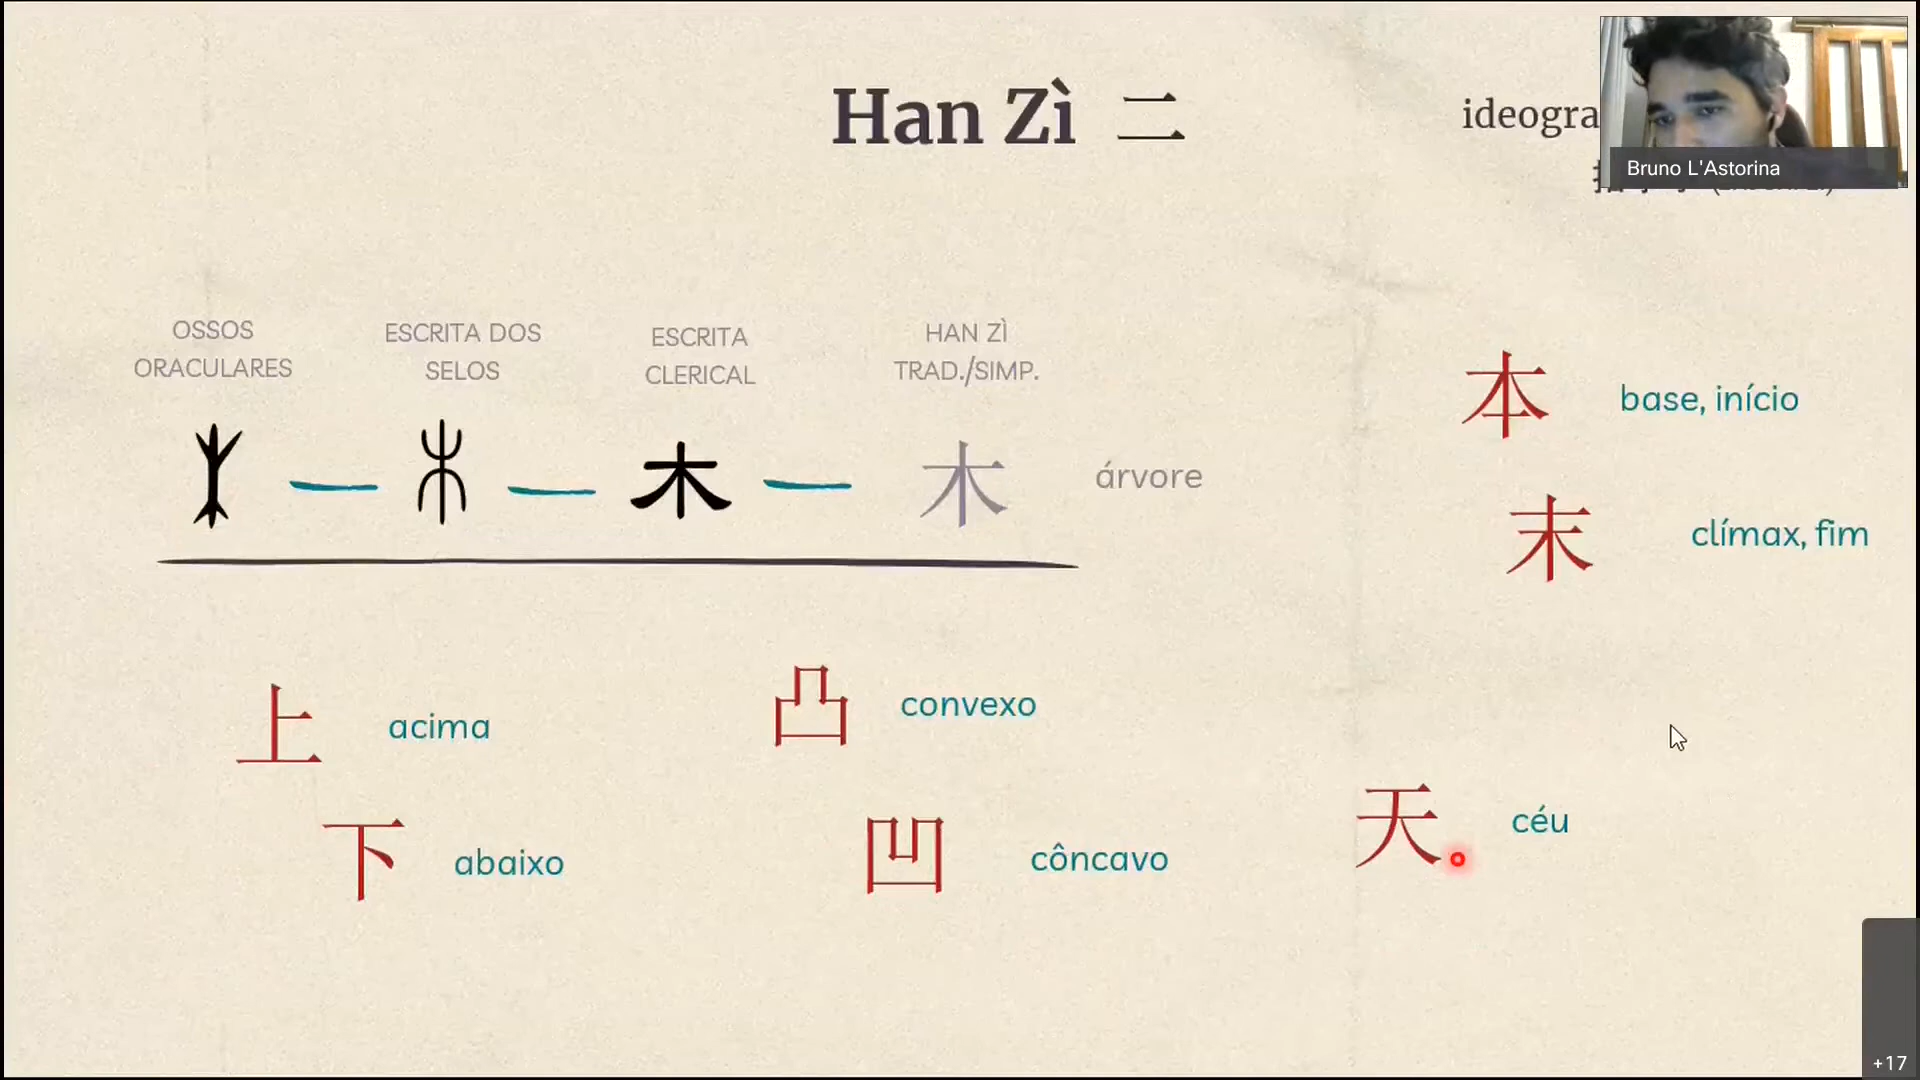 Han Zì 二
ideogra
Bruno L'Astorina
OSSOS
ORACULARES
ESCRITA DOS
SELOS
ESCRITA
CLERICAL
HAN ZÌ
TRAD./SIMP.
木 木 árvore
本 base, início
末 clímax, fim
上 acima
下 abaixo
凸 convexo
凹 côncavo
天 céu
+17